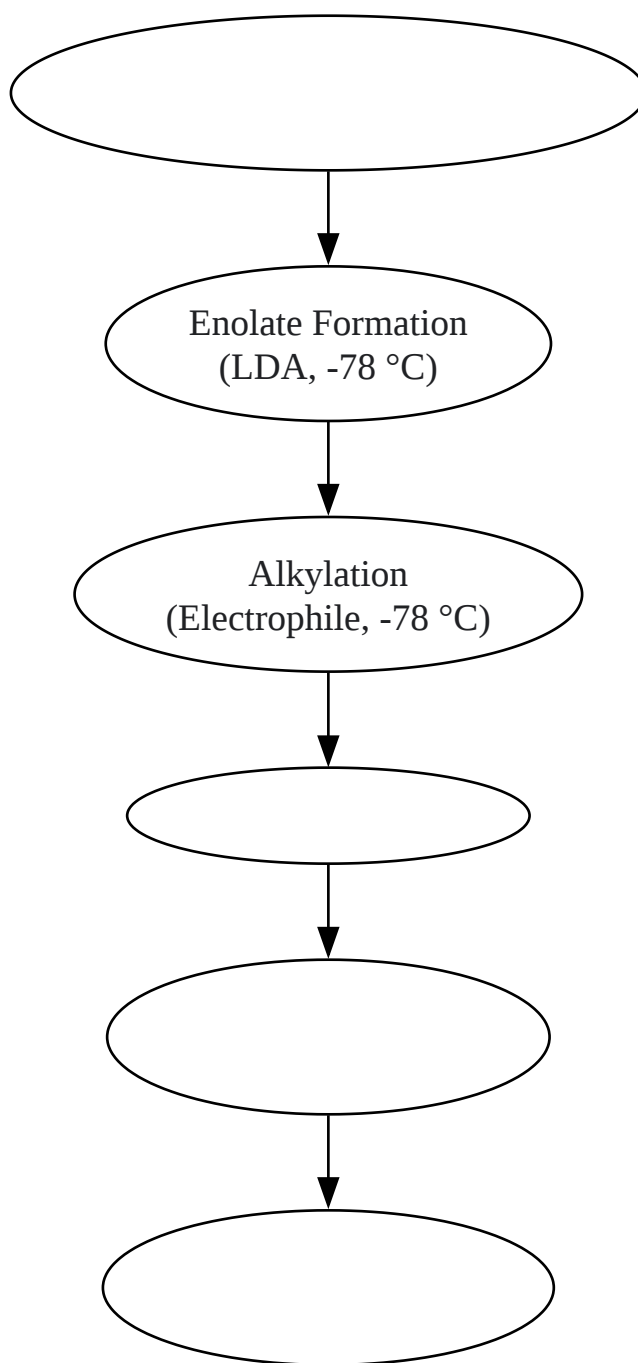 Enolate Formation
(LDA, -78 °C)
Alkylation
(Electrophile, -78 °C)